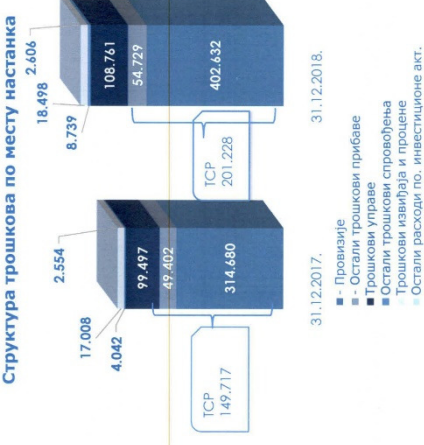 Структура трошкова по месту настанка
2.554
17.008
4.042
99.497
49.402
314.680
TCP
149.717
31.12.2017.
2.606
18.498
8.739
108.761
54.729
402.632
TCP
201.228
31.12.2018.
- Провизије
- Остали трошкови прибаве
Трошкови управе
Остали трошкови спровођења
Трошкови извиђаја и процене
Остали расходи по. инвестиционе акт.